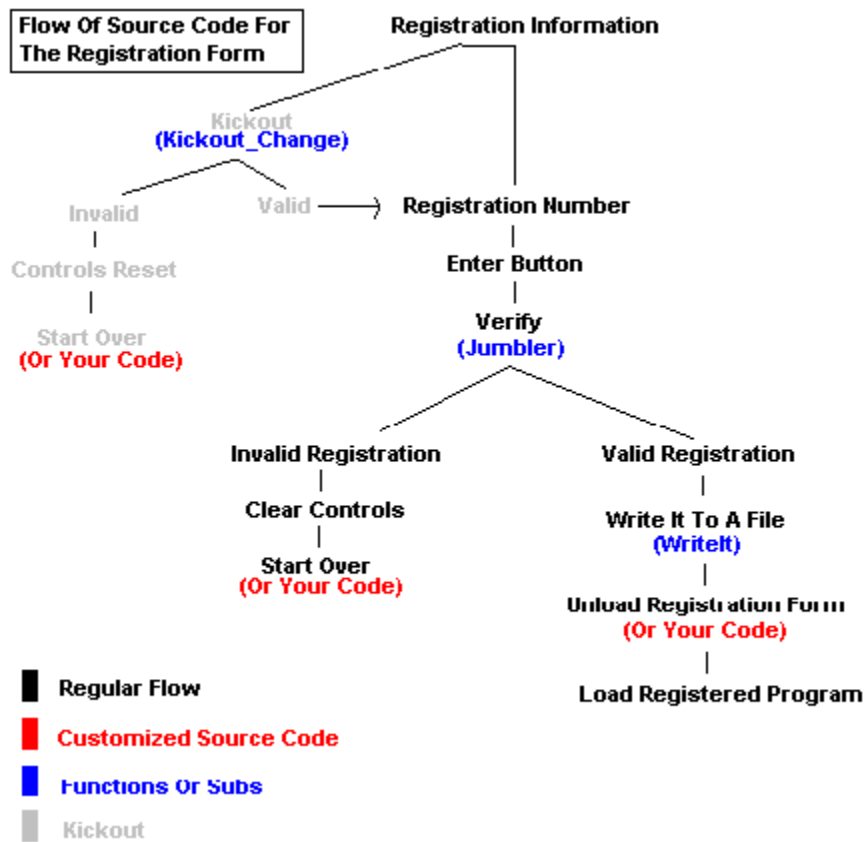 Flow Of Source Code For
The Registration Form
Registration Information
Kickout
(Kickout_Change)
Invalid
Valid
Registration Number
Controls Reset
Enter Button
Start Over
(Or Your Code)
Verify
(Jumbler)
Invalid Registration
Valid Registration
Clear Controls
Write It To A File
(WriteIt)
Start Over
(Or Your Code)
Unload Registration Form
(Or Your Code)
Load Registered Program
Regular Flow
Customized Source Code
Functions Or Subs
Kickout